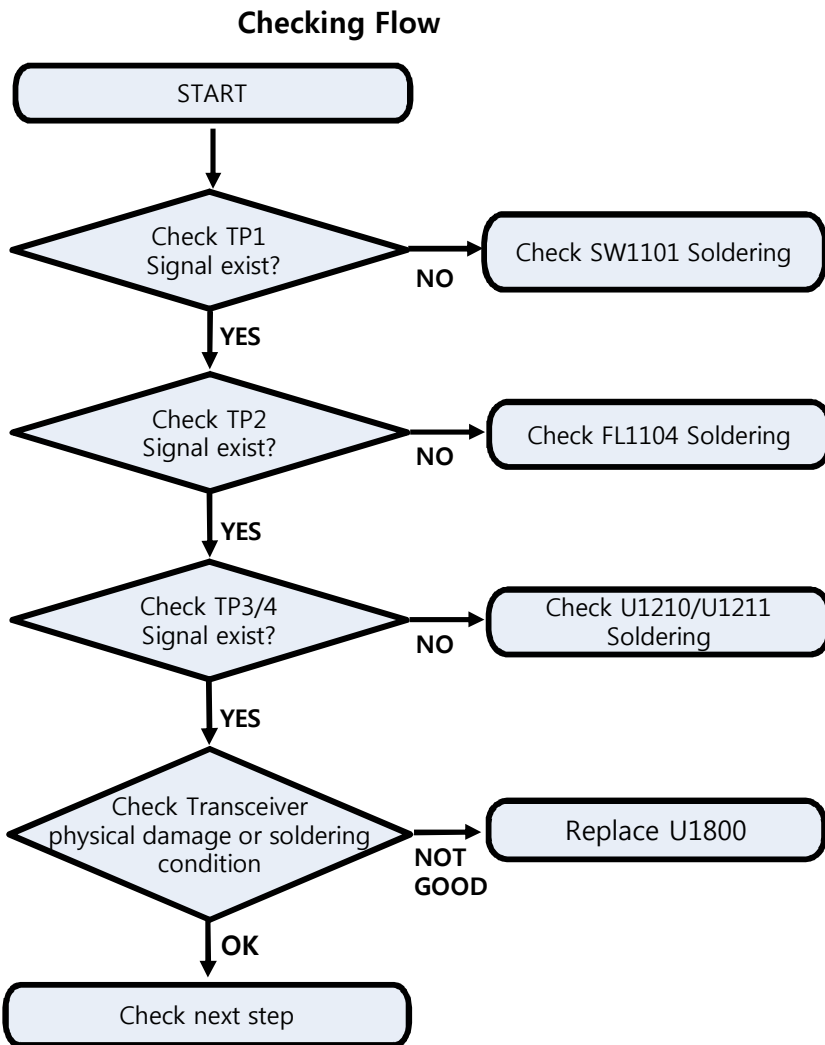 Checking Flow
START
Check TP1
Signal exist?
NO
Check SW1101 Soldering
YES
Check TP2
Signal exist?
NO
Check FL1104 Soldering
YES
Check TP3/4
Signal exist?
NO
Check U1210/U1211
Soldering
YES
Check Transceiver
physical damage or soldering
condition
NOT
GOOD
Replace U1800
OK
Check next step